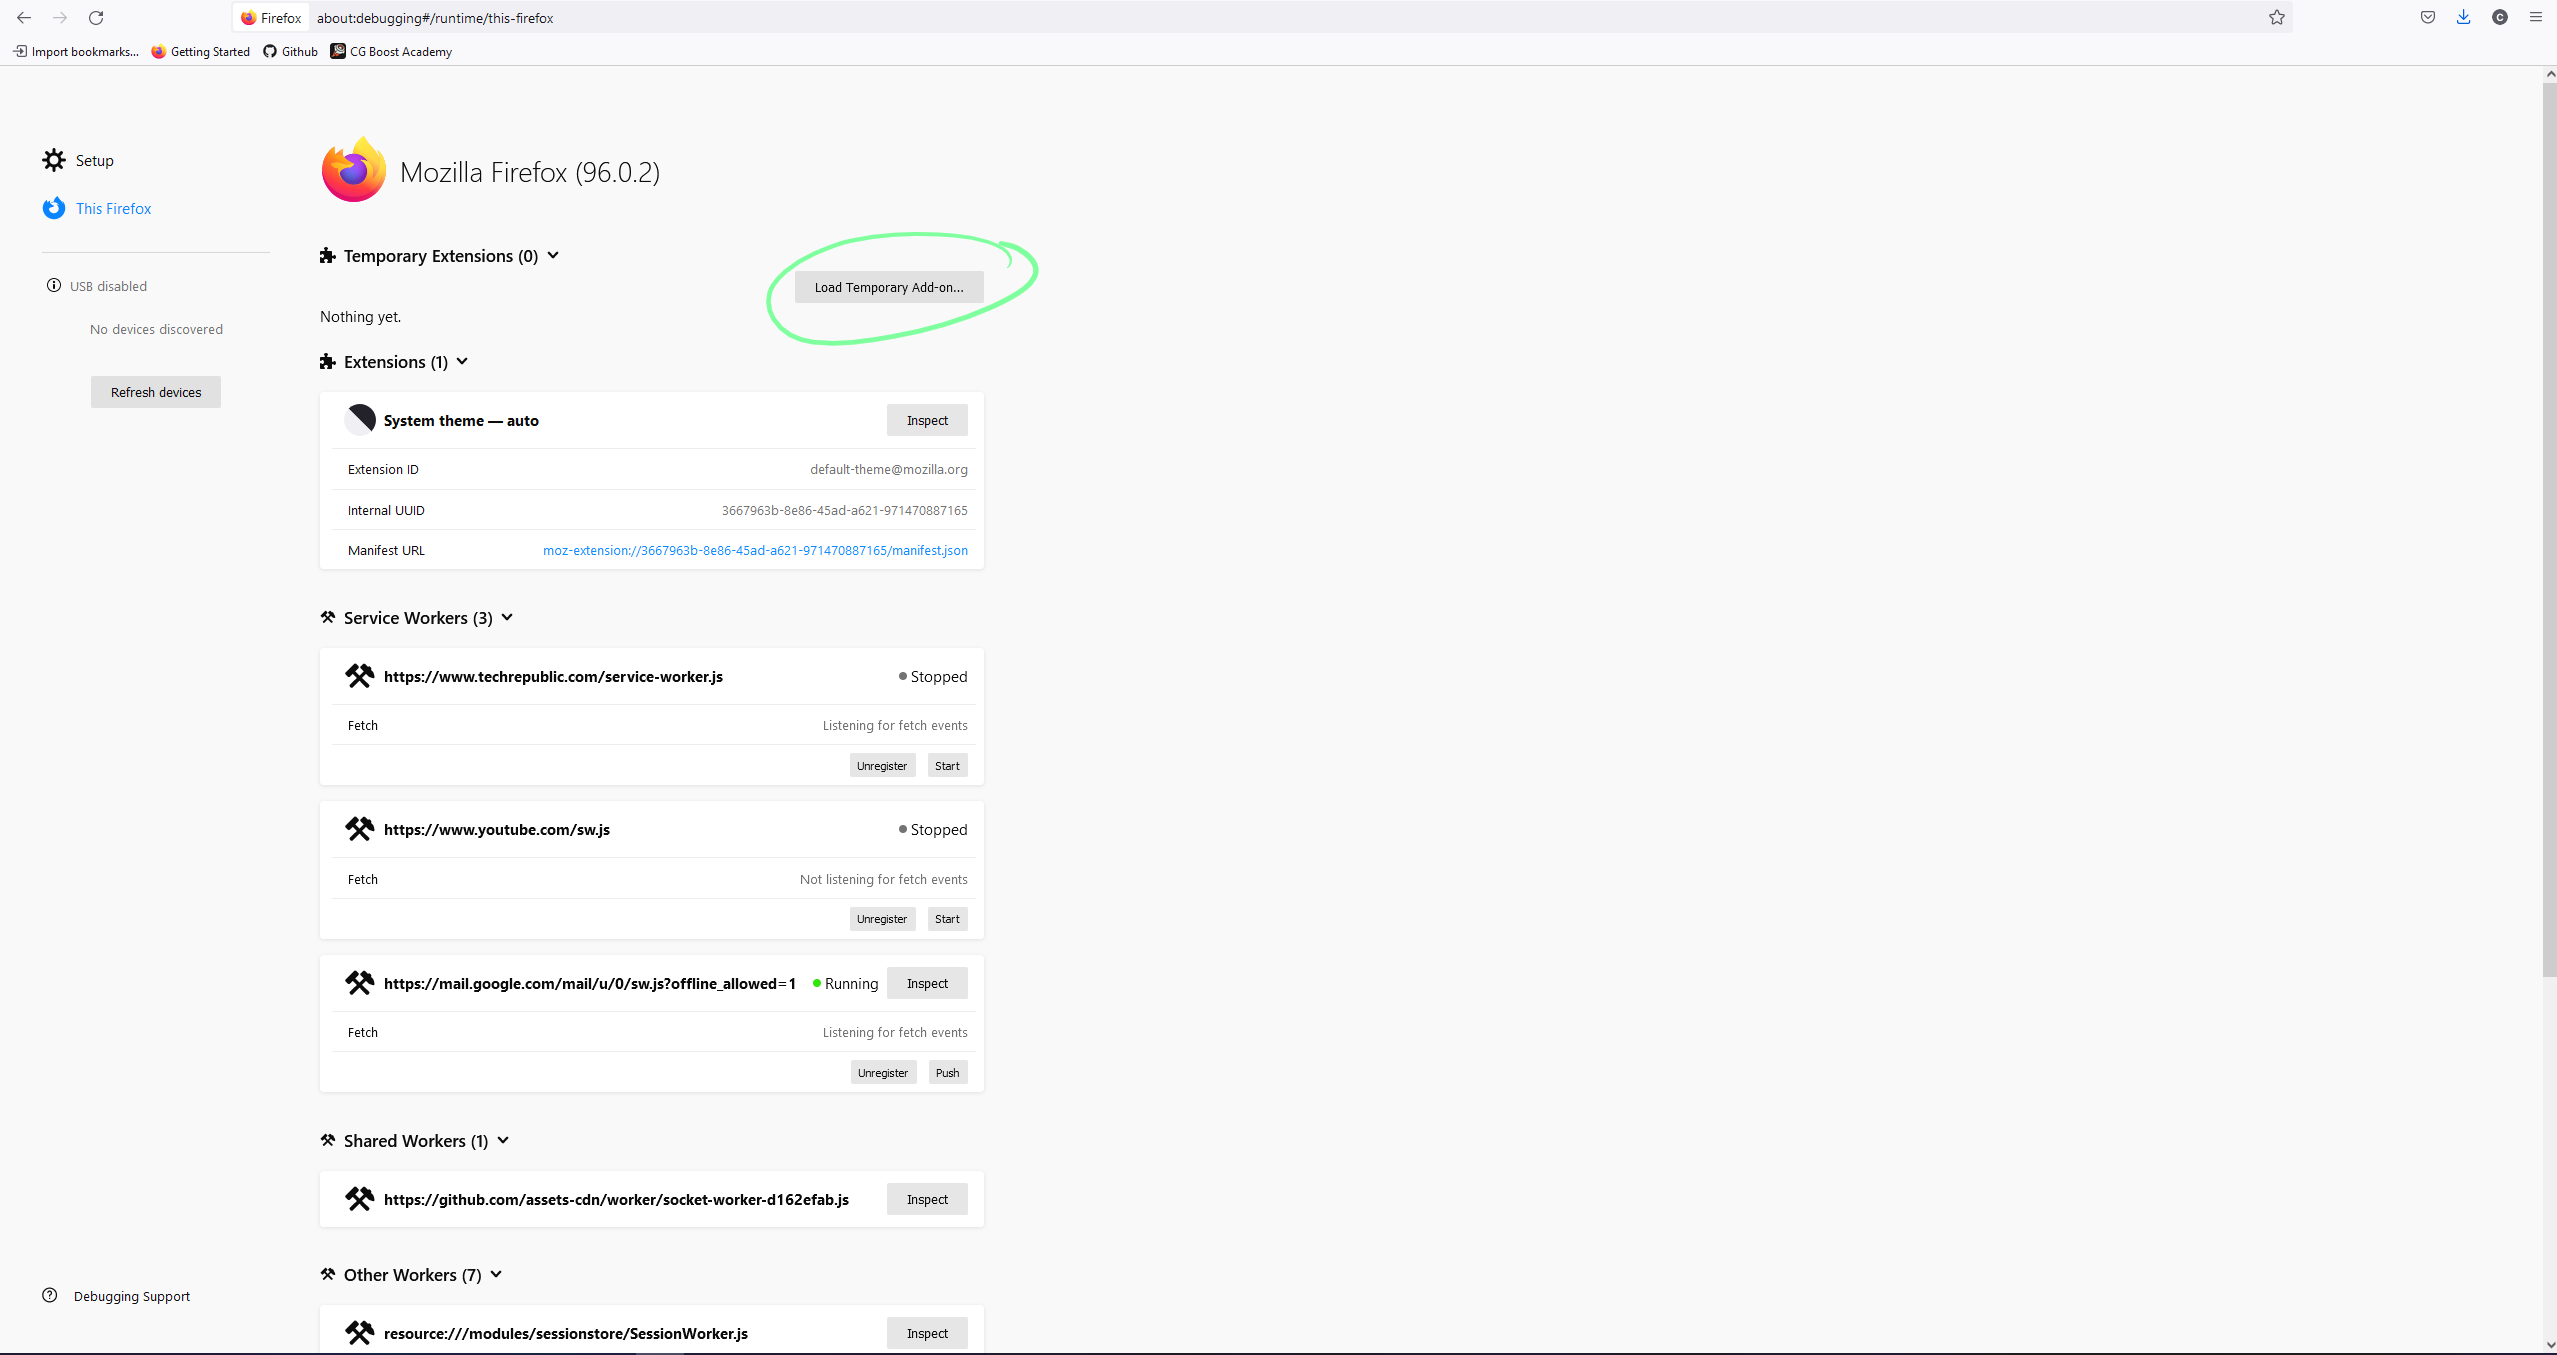 Firefox about:debugging#/runtime/this-firefox
Import bookmarks... Getting Started Github CG Boost Academy
Setup
This Firefox
USB disabled
No devices discovered
Refresh devices
Debugging Support
Mozilla Firefox (96.0.2)
Temporary Extensions (0)
Load Temporary Add-on...
Nothing yet.
Extensions (1)
System theme — auto Inspect
Extension ID default-theme@mozilla.org
Internal UUID 3667963b-8e86-45ad-a621-971470887165
Manifest URL moz-extension://3667963b-8e86-45ad-a621-971470887165/manifest.json
Service Workers (3)
https://www.techrepublic.com/service-worker.js Stopped
Fetch Listening for fetch events
Unregister Start
https://www.youtube.com/sw.js Stopped
Fetch Not listening for fetch events
Unregister Start
https://mail.google.com/mail/u/0/sw.js?offline_allowed=1 Running Inspect
Fetch Listening for fetch events
Unregister Push
Shared Workers (1)
https://github.com/assets-cdn/worker/socket-worker-d162efab.js Inspect
Other Workers (7)
resource:///modules/sessionstore/SessionWorker.js Inspect